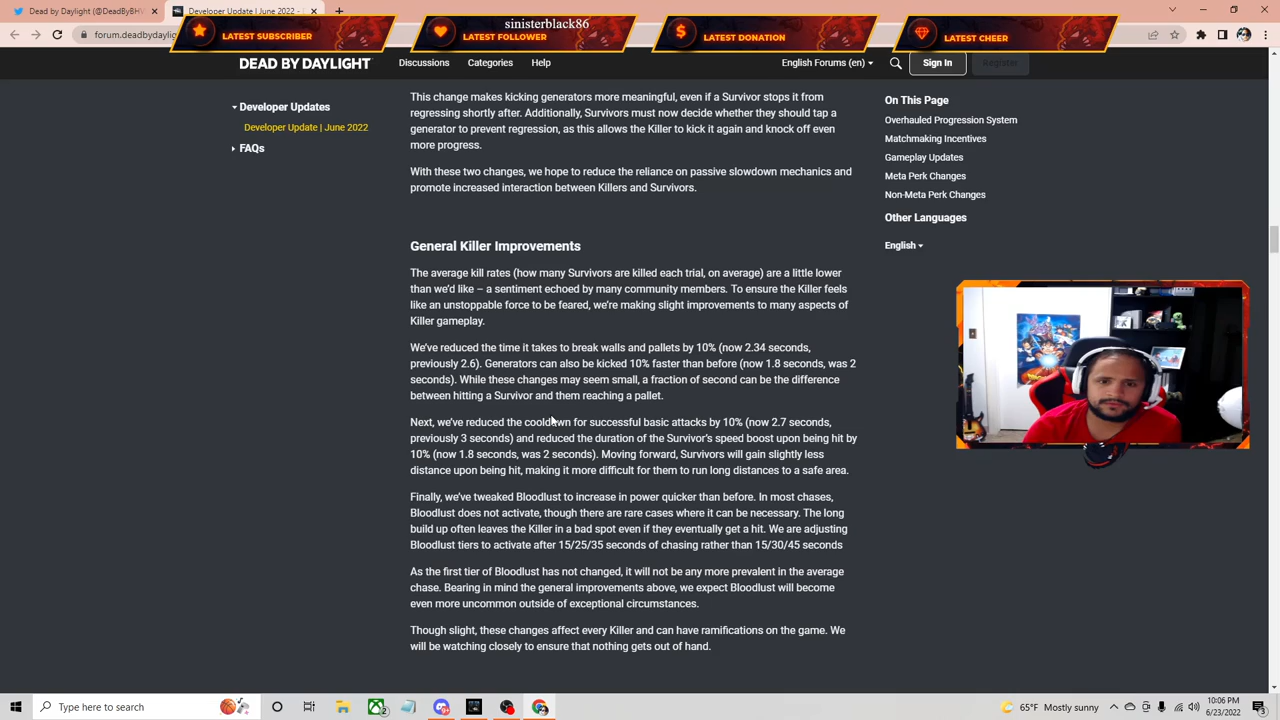 forum.deadbydaylig
sinisterblack86
LATEST SUBSCRIBER
LATEST FOLLOWER
LATEST DONATION
LATEST CHEER
DEAD BY DAYLIGHT
Discussions
Categories
Help
English Forums (en)
Sign In
Register
Developer Updates
Developer Update | June 2022
FAQs
This change makes kicking generators more meaningful, even if a Survivor stops it from
regressing shortly after. Additionally, Survivors must now decide whether they should tap a
generator to prevent regression, as this allows the Killer to kick it again and knock off even
more progress.
With these two changes, we hope to reduce the reliance on passive slowdown mechanics and
promote increased interaction between Killers and Survivors.
General Killer Improvements
The average kill rates (how many Survivors are killed each trial, on average) are a little lower
than we'd like – a sentiment echoed by many community members. To ensure the Killer feels
like an unstoppable force to be feared, we're making slight improvements to many aspects of
Killer gameplay.
We've reduced the time it takes to break walls and pallets by 10% (now 2.34 seconds,
previously 2.6). Generators can also be kicked 10% faster than before (now 1.8 seconds, was 2
seconds). While these changes may seem small, a fraction of second can be the difference
between hitting a Survivor and them reaching a pallet.
Next, we've reduced the cooldown for successful basic attacks by 10% (now 2.7 seconds,
previously 3 seconds) and reduced the duration of the Survivor's speed boost upon being hit by
10% (now 1.8 seconds, was 2 seconds). Moving forward, Survivors will gain slightly less
distance upon being hit, making it more difficult for them to run long distances to a safe area.
Finally, we've tweaked Bloodlust to increase in power quicker than before. In most chases,
Bloodlust does not activate, though there are rare cases where it can be necessary. The long
build up often leaves the Killer in a bad spot even if they eventually get a hit. We are adjusting
Bloodlust tiers to activate after 15/25/35 seconds of chasing rather than 15/30/45 seconds
As the first tier of Bloodlust has not changed, it will not be any more prevalent in the average
chase. Bearing in mind the general improvements above, we expect Bloodlust will become
even more uncommon outside of exceptional circumstances.
Though slight, these changes affect every Killer and can have ramifications on the game. We
will be watching closely to ensure that nothing gets out of hand.
On This Page
Overhauled Progression System
Matchmaking Incentives
Gameplay Updates
Meta Perk Changes
Non-Meta Perk Changes
Other Languages
English
Type here to search
65°F Mostly sunny
10:06 PM
6/23/2022